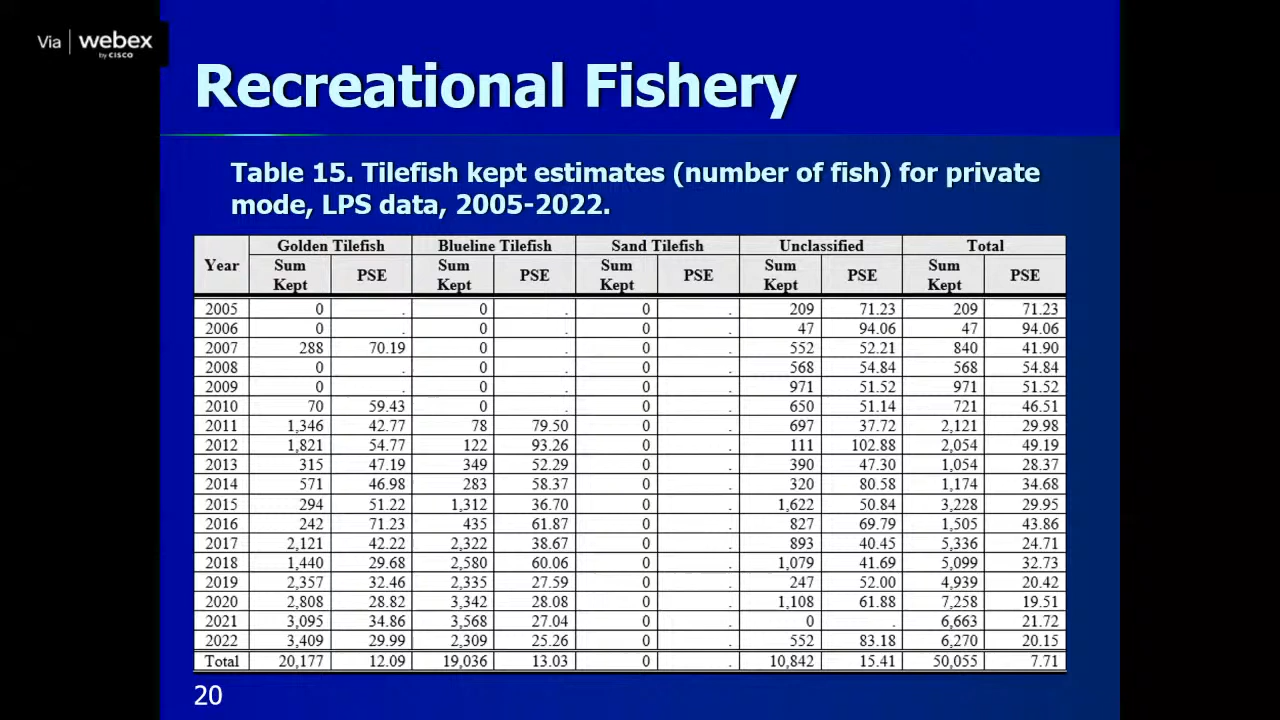 Via webex
by CISCO
Recreational Fishery
Table 15. Tilefish kept estimates (number of fish) for private
mode, LPS data, 2005-2022.
Year Golden Tilefish Blueline Tilefish Sand Tilefish Unclassified Total
Sum Kept PSE Sum Kept PSE Sum Kept PSE Sum Kept PSE Sum Kept PSE
2005 0 . 0 . 0 . 209 71.23 209 71.23
2006 0 . 0 . 0 . 47 94.06 47 94.06
2007 288 70.19 0 . 0 . 552 52.21 840 41.90
2008 0 . 0 . 0 . 568 54.84 568 54.84
2009 0 . 0 . 0 . 971 51.52 971 51.52
2010 70 59.43 0 . 0 . 650 51.14 721 46.51
2011 1,346 42.77 78 79.50 0 . 697 37.72 2,121 29.98
2012 1,821 54.77 122 93.26 0 . 111 102.88 2,054 49.19
2013 315 47.19 349 52.29 0 . 390 47.30 1,054 28.37
2014 571 46.98 283 58.37 0 . 320 80.58 1,174 34.68
2015 294 51.22 1,312 36.70 0 . 1,622 50.84 3,228 29.95
2016 242 71.23 435 61.87 0 . 827 69.79 1,505 43.86
2017 2,121 42.22 2,322 38.67 0 . 893 40.45 5,336 24.71
2018 1,440 29.68 2,580 60.06 0 . 1,079 41.69 5,099 32.73
2019 2,357 32.46 2,335 27.59 0 . 247 52.00 4,939 20.42
2020 2,808 28.82 3,342 28.08 0 . 1,108 61.88 7,258 19.51
2021 3,095 34.86 3,568 27.04 0 . 0 . 6,663 21.72
2022 3,409 29.99 2,309 25.26 0 . 552 83.18 6,270 20.15
Total 20,177 12.09 19,036 13.03 0 . 10,842 15.41 50,055 7.71
20